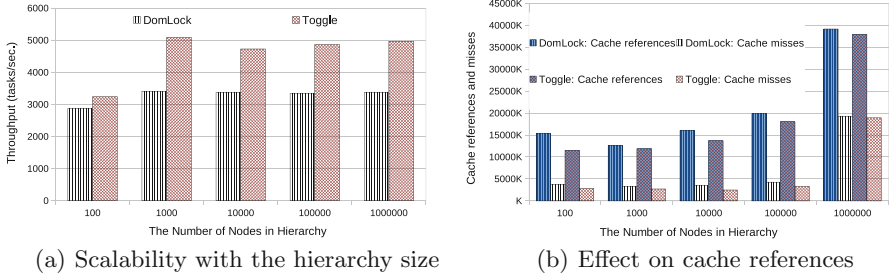 6000
5000
4000
3000
2000
1000
0
Throughput (tasks/sec.)
DomLock Toggle
100 1000 10000 100000 1000000
The Number of Nodes in Hierarchy
(a) Scalability with the hierarchy size
45000K
40000K
35000K
30000K
25000K
20000K
15000K
10000K
5000K
K
Cache references and misses
DomLock: Cache references DomLock: Cache misses
Toggle: Cache references Toggle: Cache misses
100 1000 10000 100000 1000000
The Number of Nodes in Hierarchy
(b) Effect on cache references